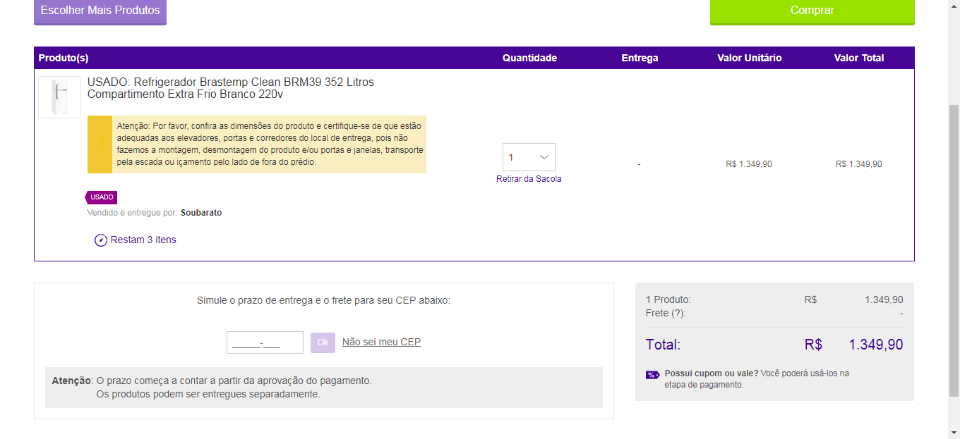 Escolher Mais Produtos
Comprar
Produto(s) Quantidade Entrega Valor Unitário Valor Total
USADO: Refrigerador Brastemp Clean BRM39 352 Litros
Compartimento Extra Frio Branco 220v
Atenção: Por favor, confira as dimensões do produto e certifique-se de que estão
adequadas aos elevadores, portas e corredores do local de entrega, pois não
fazemos a montagem, desmontagem do produto e/ou portas e janelas, transporte
pela escada ou içamento pelo lado de fora do prédio.
1
Retirar da Sacola
-
R$ 1.349,90
R$ 1.349,90
USADO
Vendido e entregue por: Soubarato
Restam 3 itens
Simule o prazo de entrega e o frete para seu CEP abaixo:
_____-___ Ok Não sei meu CEP
Atenção: O prazo começa a contar a partir da aprovação do pagamento.
Os produtos podem ser entregues separadamente.
1 Produto: R$ 1.349,90
Frete (?): -
Total: R$ 1.349,90
% Possui cupom ou vale? Você poderá usá-los na
etapa de pagamento.